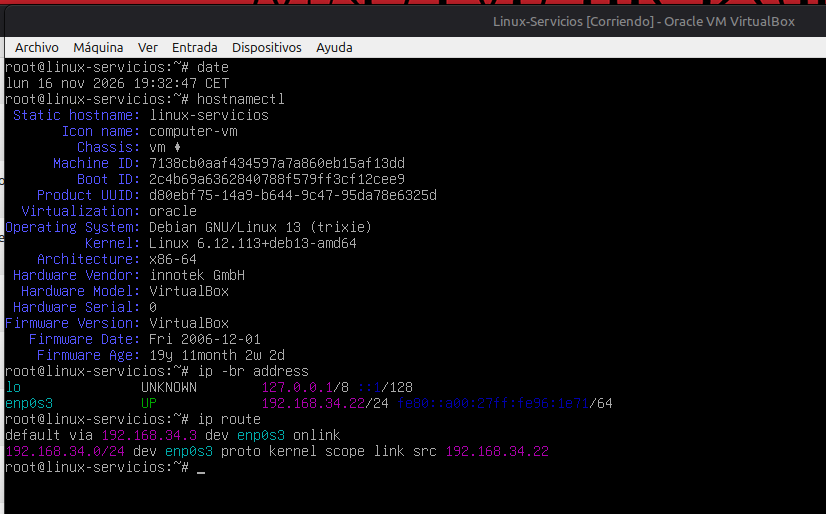 Linux-Servicios [Corriendo] - Oracle VM VirtualBox
Archivo Máquina Ver Entrada Dispositivos Ayuda
root@linux-servicios:~# date
lun 16 nov 2026 19:32:47 CET
root@linux-servicios:~# hostnamectl
Static hostname: linux-servicios
Icon name: computer-vm
Chassis: vm ♦
Machine ID: 7138cb0aaf434597a7a860eb15af13dd
Boot ID: 2c4b69a6362840788f579ff3cf12cee9
Product UUID: d80ebf75-14a9-b644-9c47-95da78e6325d
Virtualization: oracle
Operating System: Debian GNU/Linux 13 (trixie)
Kernel: Linux 6.12.113+deb13-amd64
Architecture: x86-64
Hardware Vendor: innotek GmbH
Hardware Model: VirtualBox
Hardware Serial: 0
Firmware Version: VirtualBox
Firmware Date: Fri 2006-12-01
Firmware Age: 19y 11month 2w 2d
root@linux-servicios:~# ip -br address
lo UNKNOWN 127.0.0.1/8 ::1/128
enp0s3 UP 192.168.34.22/24 fe80::a00:27ff:fe96:1e71/64
root@linux-servicios:~# ip route
default via 192.168.34.3 dev enp0s3 onlink
192.168.34.0/24 dev enp0s3 proto kernel scope link src 192.168.34.22
root@linux-servicios:~# _